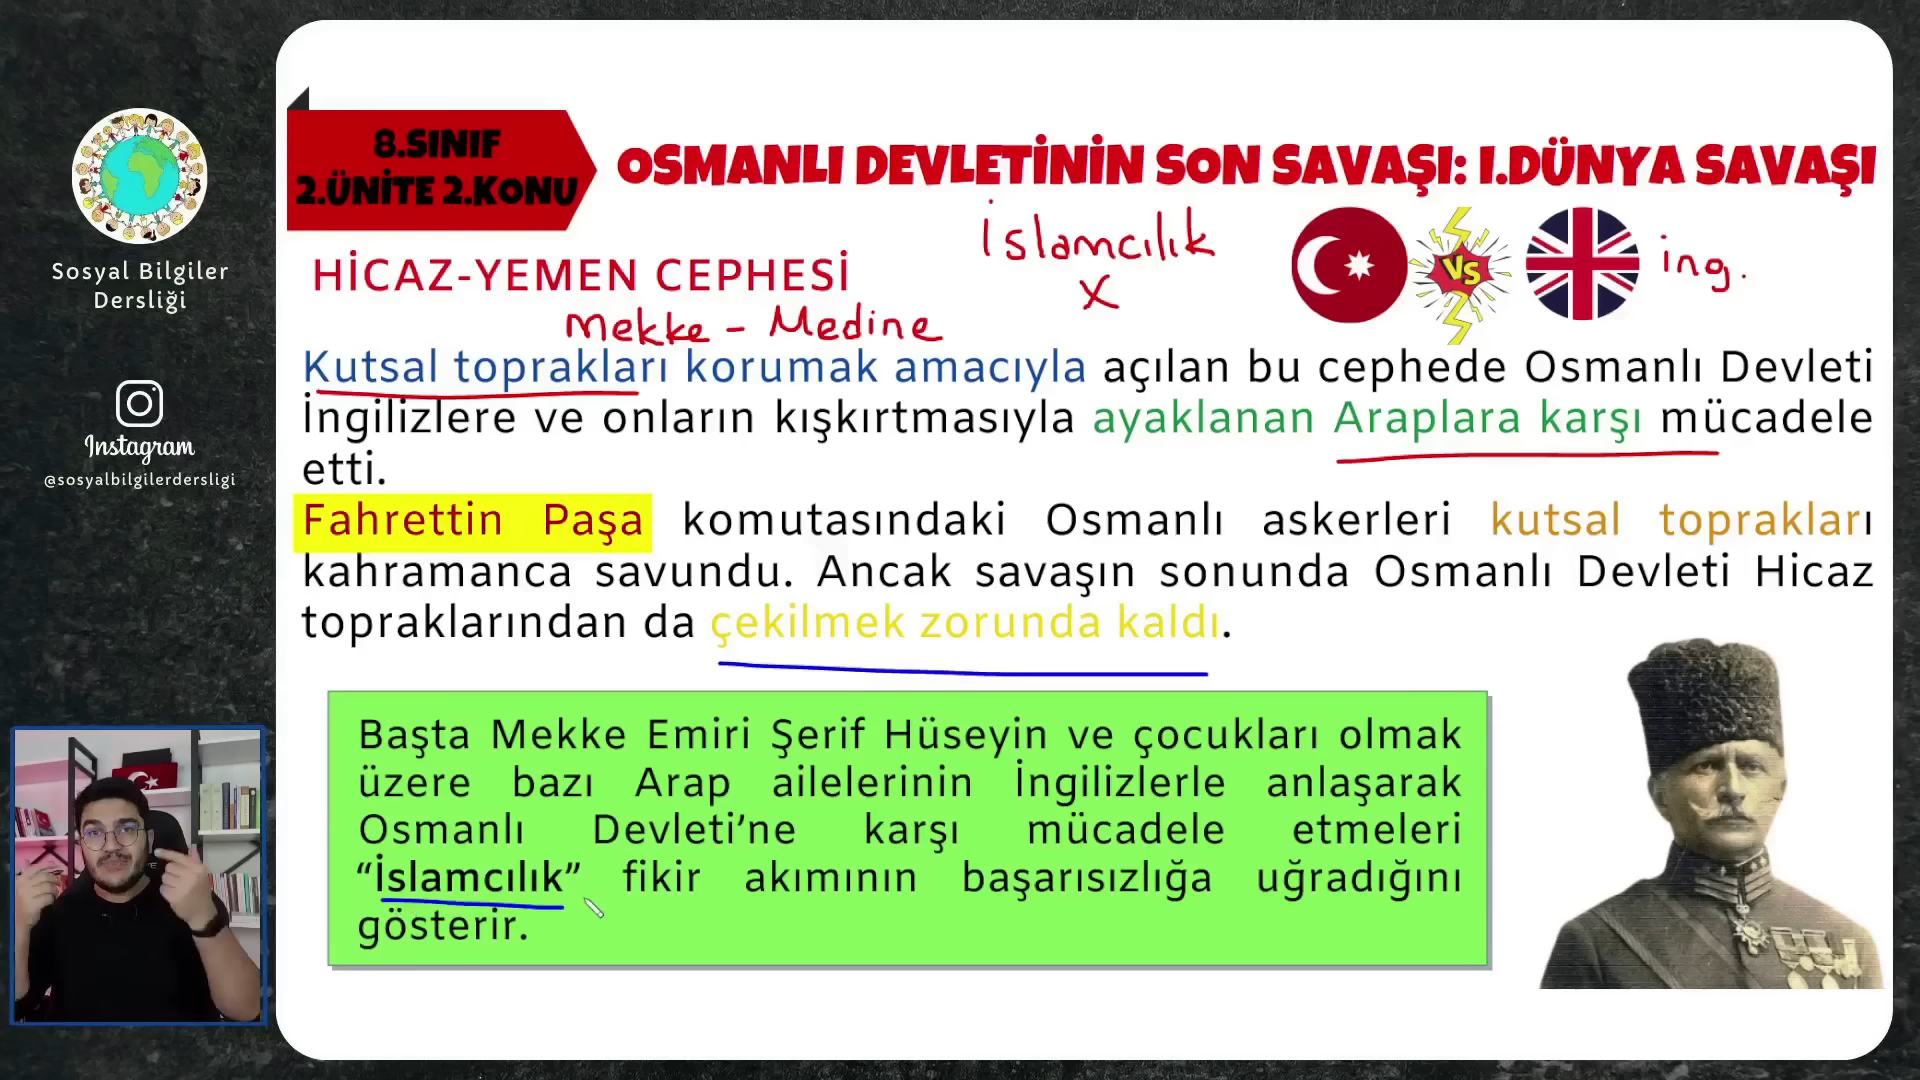 8.SINIF
2.ÜNİTE 2.KONU
OSMANLI DEVLETİNİN SON SAVAŞI: I.DÜNYA SAVAŞI
Sosyal Bilgiler
Dersliği
Instagram
@sosyalbilgilerdersligi
İslamcılık
X
VS
ing.
HİCAZ-YEMEN CEPHESİ
Mekke - Medine
Kutsal toprakları korumak amacıyla açılan bu cephede Osmanlı Devleti
İngilizlere ve onların kışkırtmasıyla ayaklanan Araplara karşı mücadele
etti.
Fahrettin Paşa komutasındaki Osmanlı askerleri kutsal toprakları
kahramanca savundu. Ancak savaşın sonunda Osmanlı Devleti Hicaz
topraklarından da çekilmek zorunda kaldı.
Başta Mekke Emiri Şerif Hüseyin ve çocukları olmak
üzere bazı Arap ailelerinin İngilizlerle anlaşarak
Osmanlı Devleti’ne karşı mücadele etmeleri
“İslamcılık” fikir akımının başarısızlığa uğradığını
gösterir.